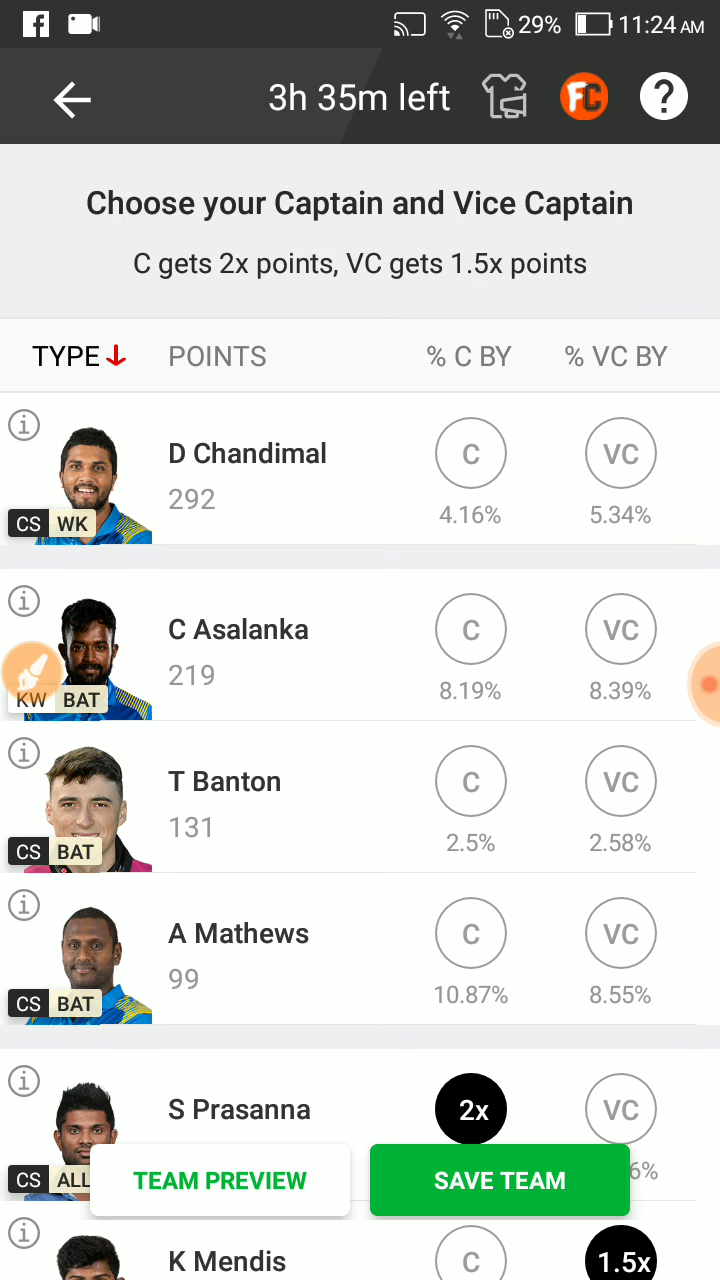 29% 11:24 AM
3h 35m left FC ?
Choose your Captain and Vice Captain
C gets 2x points, VC gets 1.5x points
TYPE POINTS % C BY % VC BY
D Chandimal C VC
292 4.16% 5.34%
CS WK
C Asalanka C VC
219 8.19% 8.39%
KW BAT
T Banton C VC
131 2.5% 2.58%
CS BAT
A Mathews C VC
99 10.87% 8.55%
CS BAT
S Prasanna 2x VC
CS ALL TEAM PREVIEW SAVE TEAM 6%
K Mendis C 1.5x